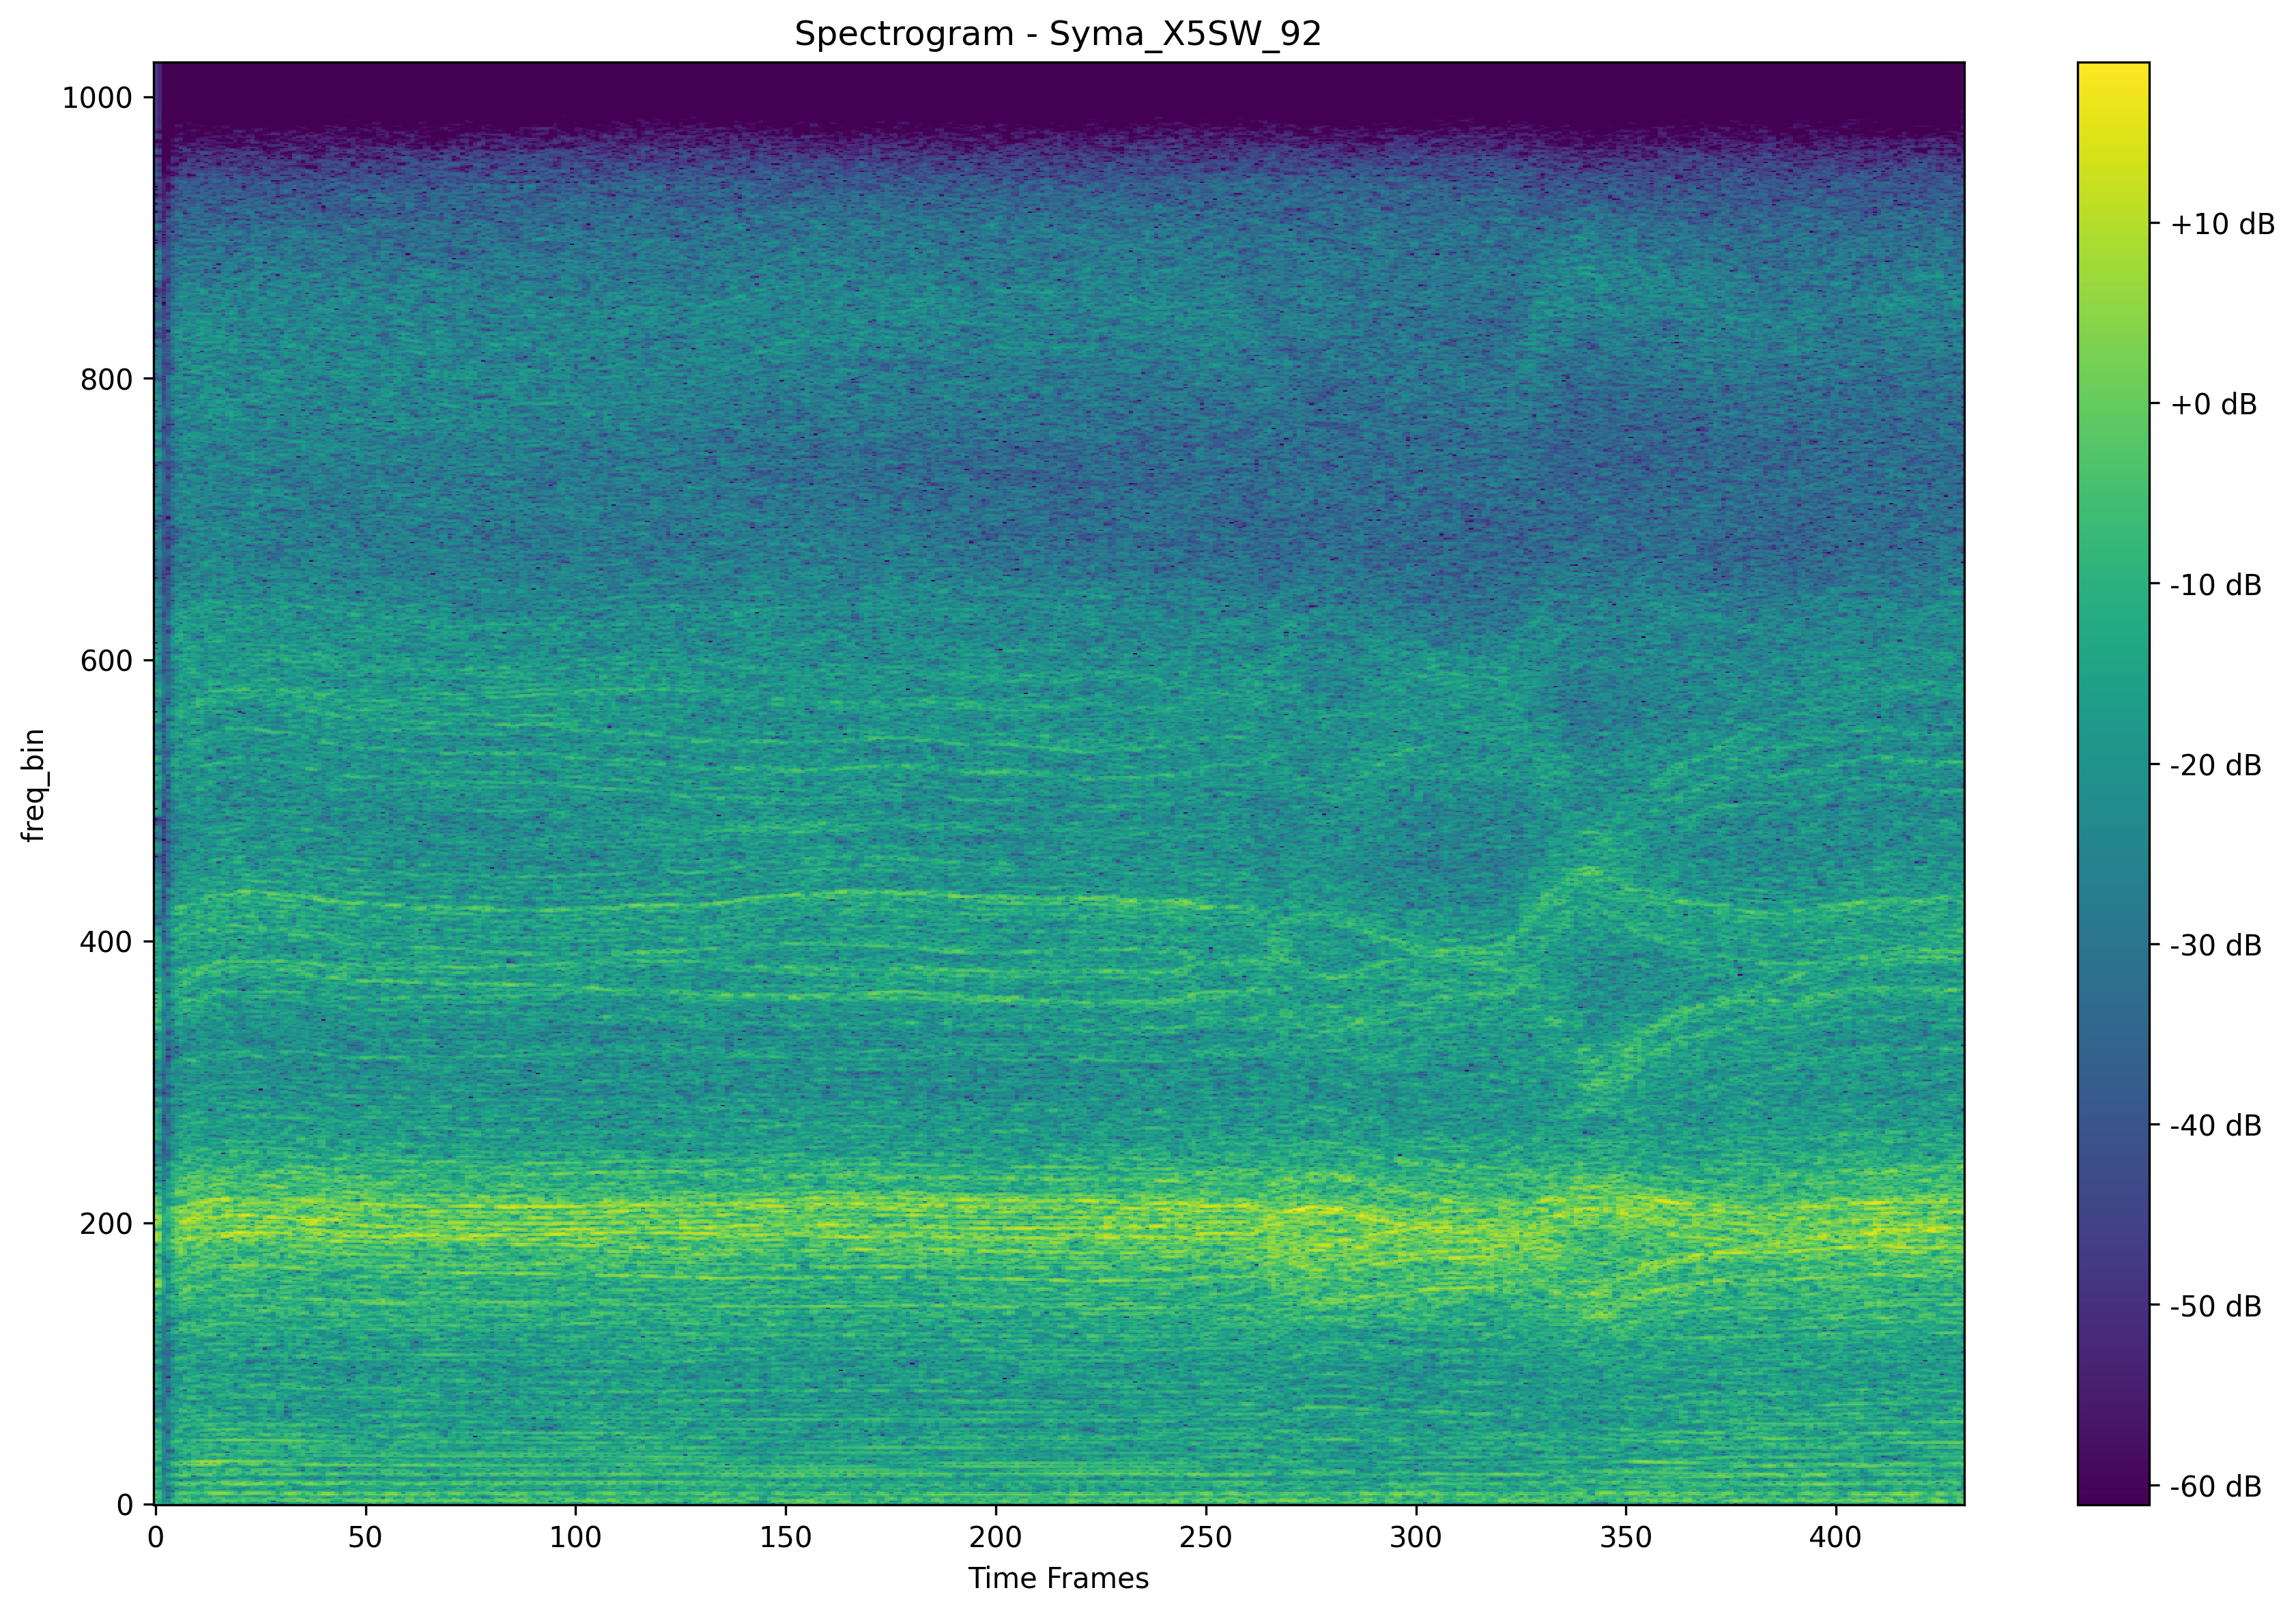 Spectrogram - Syma_X5SW_92
1000
800
600
400
200
0
freq_bin
0 50 100 150 200 250 300 350 400
Time Frames
+10 dB
+0 dB
-10 dB
-20 dB
-30 dB
-40 dB
-50 dB
-60 dB